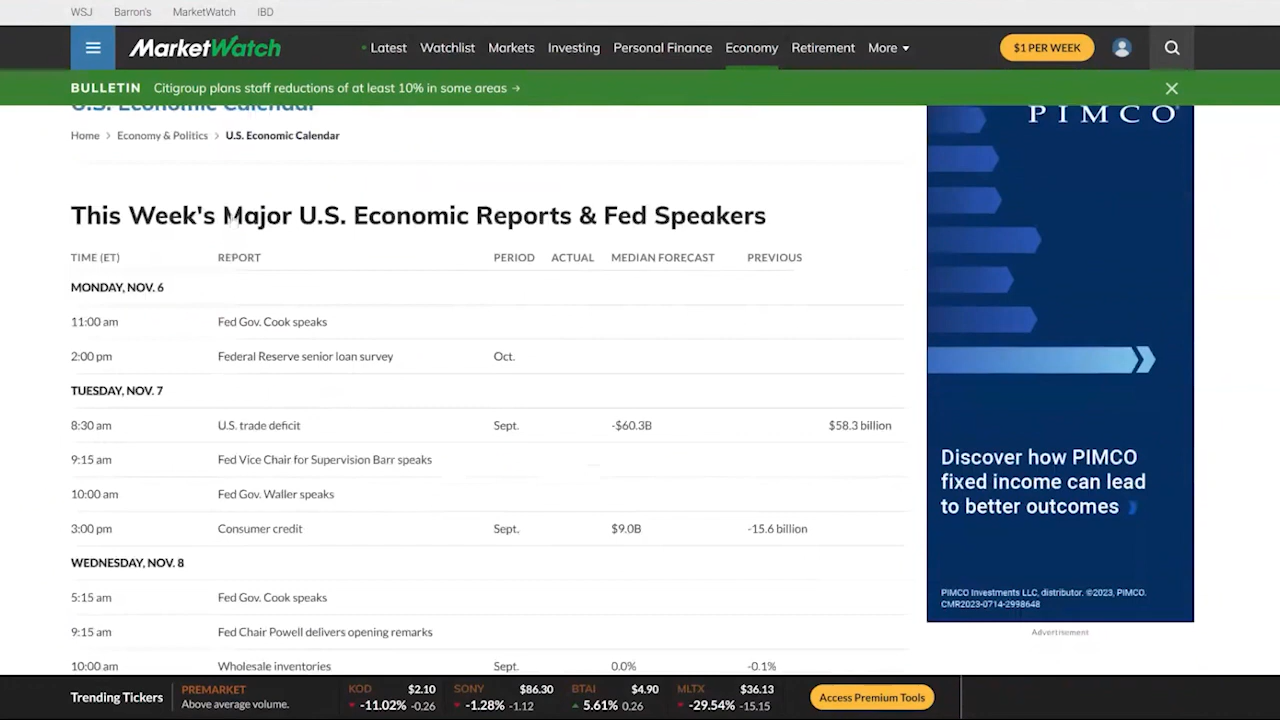 WSJ Barron's MarketWatch IBD
MarketWatch Latest Watchlist Markets Investing Personal Finance Economy Retirement More $1 PER WEEK
BULLETIN Citigroup plans staff reductions of at least 10% in some areas →
U.S. Economic Calendar
Home > Economy & Politics > U.S. Economic Calendar
This Week's Major U.S. Economic Reports & Fed Speakers
TIME (ET) REPORT PERIOD ACTUAL MEDIAN FORECAST PREVIOUS
MONDAY, NOV. 6
11:00 am Fed Gov. Cook speaks
2:00 pm Federal Reserve senior loan survey Oct.
TUESDAY, NOV. 7
8:30 am U.S. trade deficit Sept. -$60.3B $58.3 billion
9:15 am Fed Vice Chair for Supervision Barr speaks
10:00 am Fed Gov. Waller speaks
3:00 pm Consumer credit Sept. $9.0B -15.6 billion
WEDNESDAY, NOV. 8
5:15 am Fed Gov. Cook speaks
9:15 am Fed Chair Powell delivers opening remarks
10:00 am Wholesale inventories Sept. 0.0% -0.1%
PIMCO
Discover how PIMCO
fixed income can lead
to better outcomes
PIMCO Investments LLC, distributor. ©2023, PIMCO.
CMR2023-0714-2998648
Advertisement
Trending Tickers
PREMARKET
Above average volume.
KOD $2.10
-11.02% -0.26
SONY $86.30
-1.28% -1.12
BTAI $4.90
5.61% 0.26
MLTX $36.13
-29.54% -15.15
Access Premium Tools